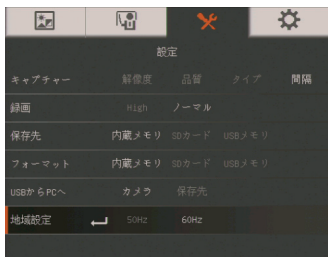 設定
キャプチャー 解像度 品質 タイプ 間隔
録画 High ノーマル
保存先 内蔵メモリ SDカード USBメモリ
フォーマット 内蔵メモリ SDカード USBメモリ
USBからPCへ カメラ 保存先
地域設定 50Hz 60Hz